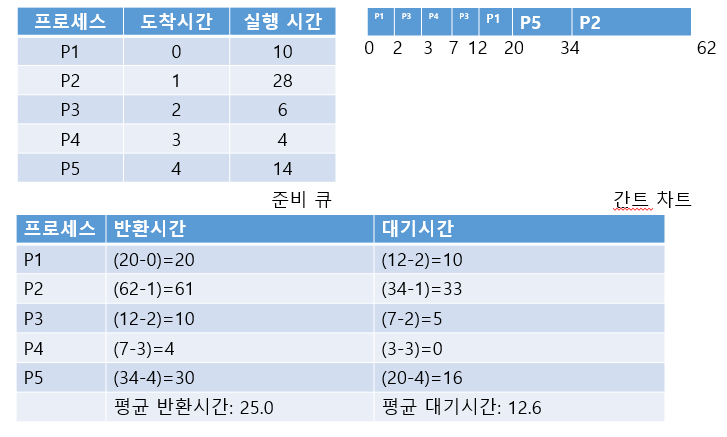 프로세스 도착시간 실행 시간
P1 0 10
P2 1 28
P3 2 6
P4 3 4
P5 4 14
준비 큐
P1 P3 P4 P3 P1 P5 P2
0 2 3 7 12 20 34 62
간트 차트
프로세스 반환시간 대기시간
P1 (20-0)=20 (12-2)=10
P2 (62-1)=61 (34-1)=33
P3 (12-2)=10 (7-2)=5
P4 (7-3)=4 (3-3)=0
P5 (34-4)=30 (20-4)=16
평균 반환시간: 25.0 평균 대기시간: 12.6